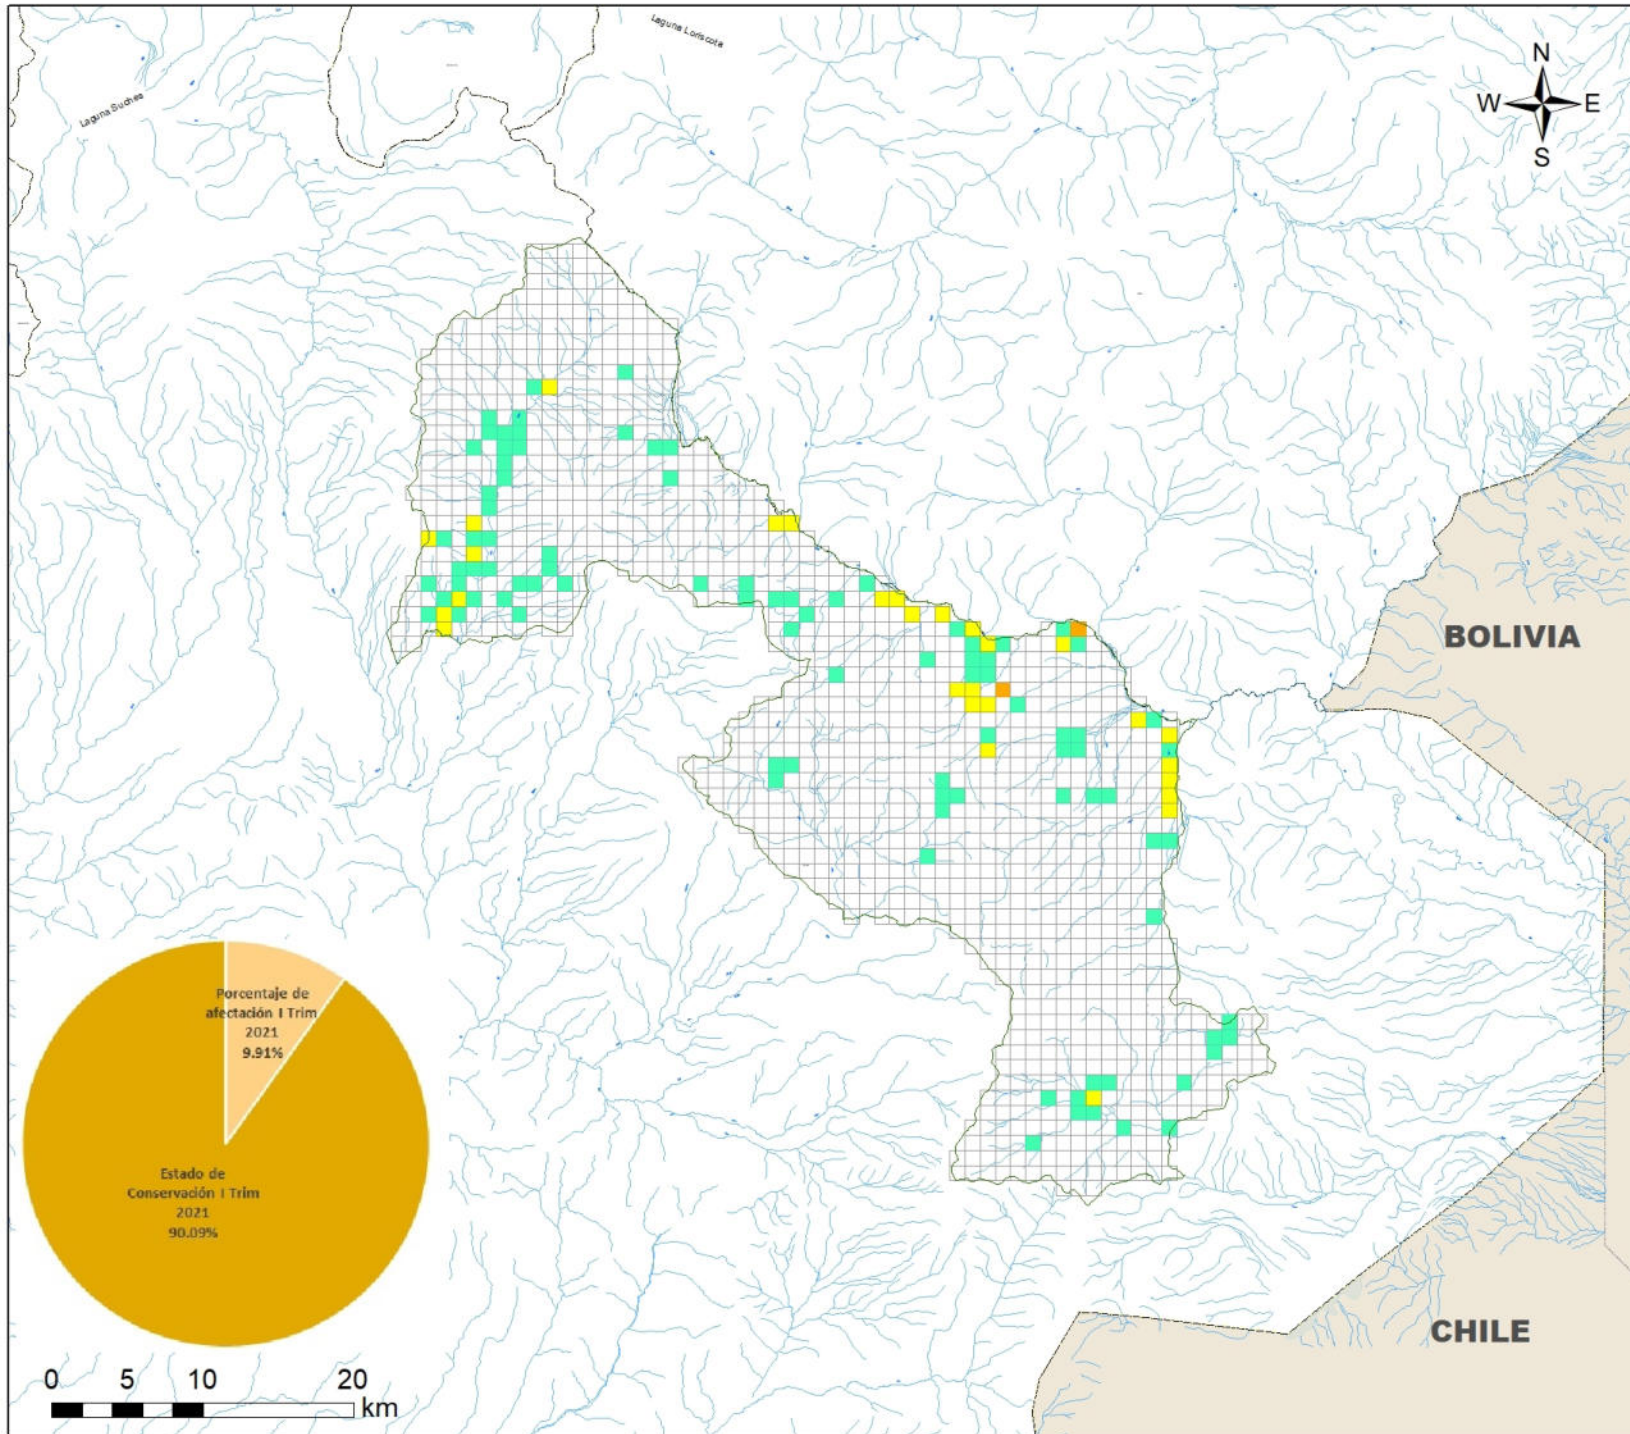 Laguna Loriscota
Laguna Suches
N
W E
S
BOLIVIA
Porcentaje de
afectación I Trim
2021
9.91%
Estado de
Conservación I Trim
2021
90.09%
CHILE
0 5 10 20
km